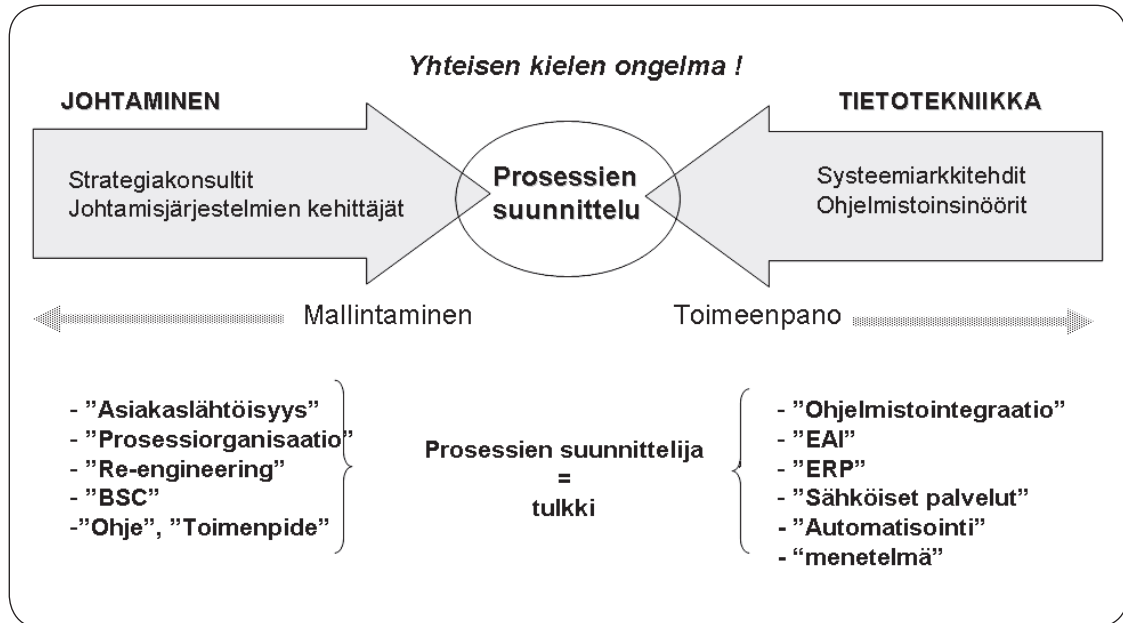 Yhteisen kielen ongelma !
JOHTAMINEN
TIETOTEKNIIKKA
Strategiakonsultit
Johtamisjärjestelmien kehittäjät
Prosessien
suunnittelu
Systeemiarkkitehdit
Ohjelmistoinsinöörit
Mallintaminen
Toimeenpano
- ”Asiakaslähtöisyys”
- ”Prosessiorganisaatio”
- ”Re-engineering”
- ”BSC”
-”Ohje”, ”Toimenpide”
Prosessien suunnittelija
=
tulkki
- ”Ohjelmistointegraatio”
- ”EAI”
- ”ERP”
- ”Sähköiset palvelut”
- ”Automatisointi”
- “menetelmä”